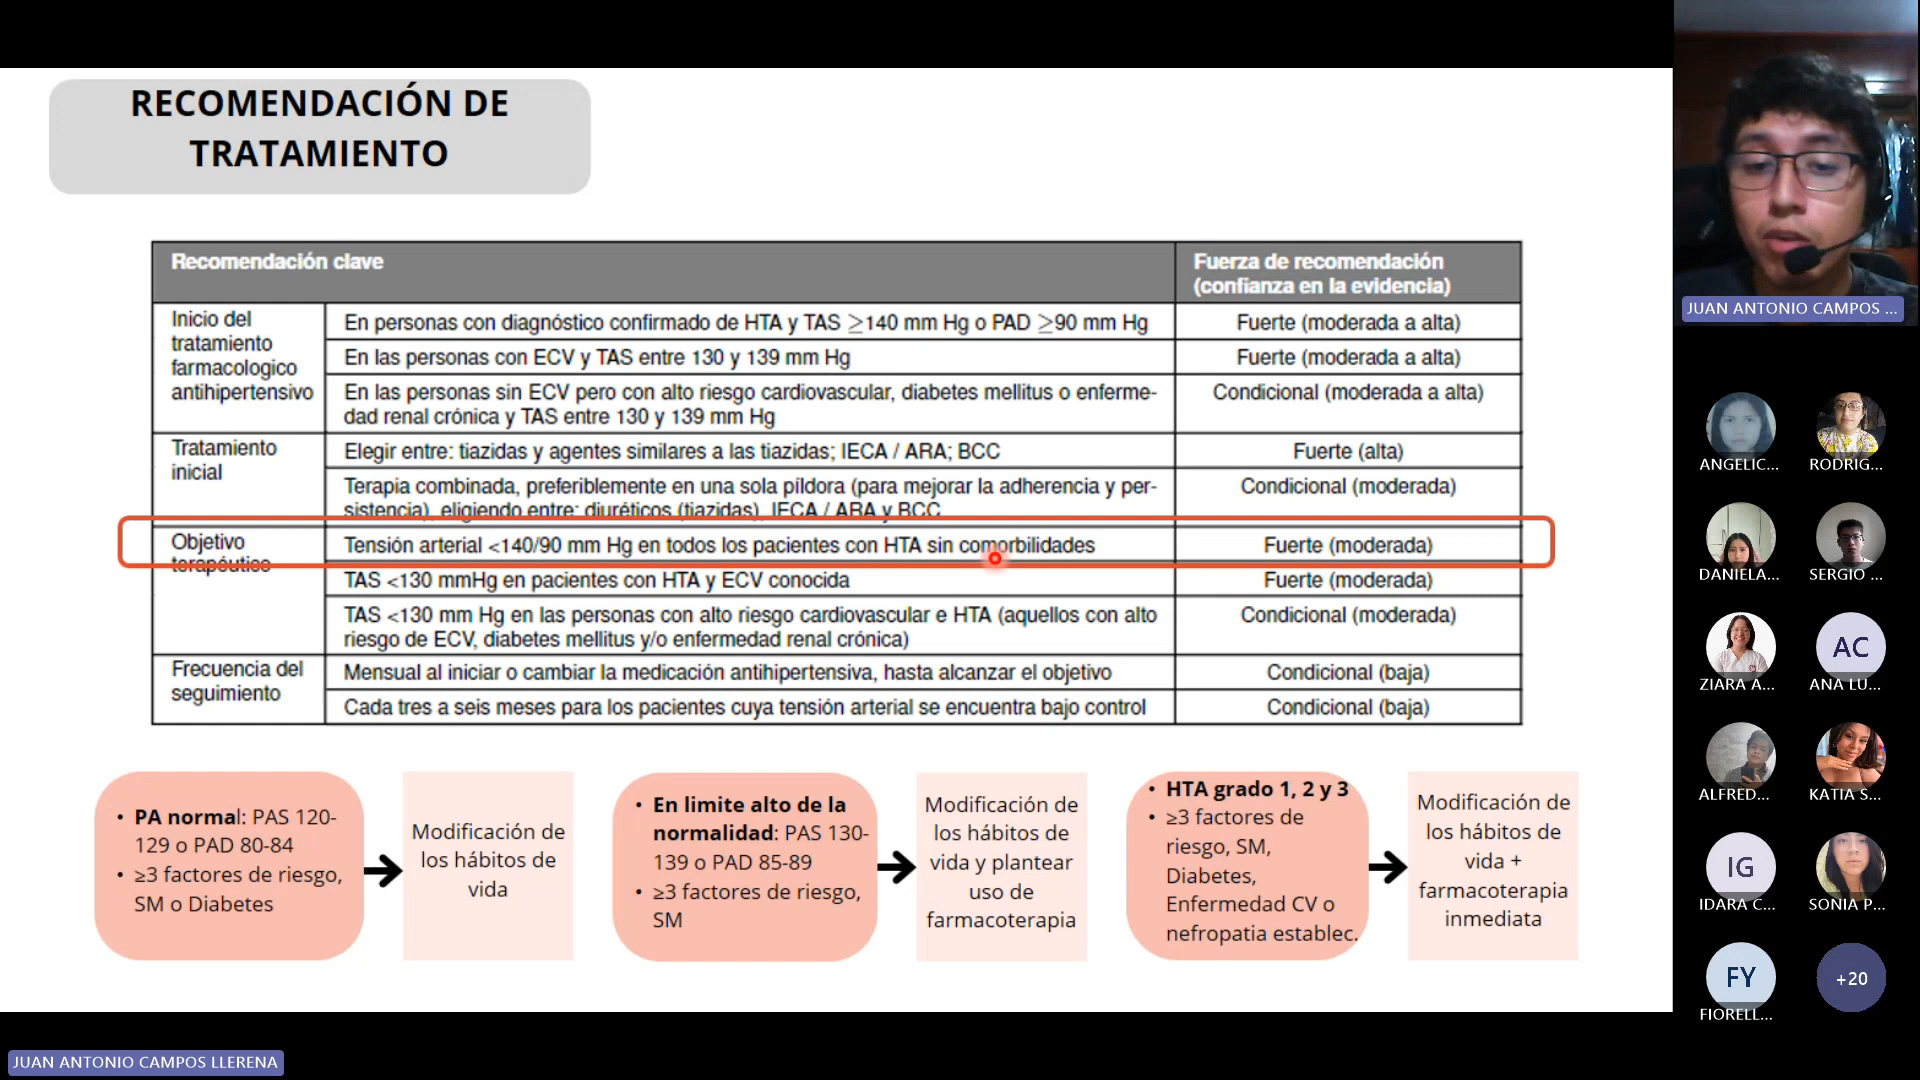 RECOMENDACIÓN DE
TRATAMIENTO
Recomendación clave
Fuerza de recomendación
(confianza en la evidencia)
Inicio del
tratamiento
farmacologico
antihipertensivo
En personas con diagnóstico confirmado de HTA y TAS ≥140 mm Hg o PAD ≥90 mm Hg
Fuerte (moderada a alta)
En las personas con ECV y TAS entre 130 y 139 mm Hg
Fuerte (moderada a alta)
En las personas sin ECV pero con alto riesgo cardiovascular, diabetes mellitus o enferme-
dad renal crónica y TAS entre 130 y 139 mm Hg
Condicional (moderada a alta)
Tratamiento
inicial
Elegir entre: tiazidas y agentes similares a las tiazidas; IECA / ARA; BCC
Fuerte (alta)
Terapia combinada, preferiblemente en una sola píldora (para mejorar la adherencia y per-
sistencia), eligiendo entre: diuréticos (tiazidas), IECA / ARA y BCC
Condicional (moderada)
Objetivo
terapéutico
Tensión arterial <140/90 mm Hg en todos los pacientes con HTA sin comorbilidades
Fuerte (moderada)
TAS <130 mmHg en pacientes con HTA y ECV conocida
Fuerte (moderada)
TAS <130 mm Hg en las personas con alto riesgo cardiovascular e HTA (aquellos con alto
riesgo de ECV, diabetes mellitus y/o enfermedad renal crónica)
Condicional (moderada)
Frecuencia del
seguimiento
Mensual al iniciar o cambiar la medicación antihipertensiva, hasta alcanzar el objetivo
Condicional (baja)
Cada tres a seis meses para los pacientes cuya tensión arterial se encuentra bajo control
Condicional (baja)
• PA normal: PAS 120-
129 o PAD 80-84
• ≥3 factores de riesgo,
SM o Diabetes
Modificación de
los hábitos de
vida
• En limite alto de la
normalidad: PAS 130-
139 o PAD 85-89
• ≥3 factores de riesgo,
SM
Modificación de
los hábitos de
vida y plantear
uso de
farmacoterapia
• HTA grado 1, 2 y 3
• ≥3 factores de
riesgo, SM,
Diabetes,
Enfermedad CV o
nefropatia establec.
Modificación de
los hábitos de
vida +
farmacoterapia
inmediata
JUAN ANTONIO CAMPOS ...
ANGELIC...
RODRIG...
DANIELA...
SERGIO ...
ZIARA A...
AC
ANA LU...
ALFRED...
KATIA S...
IG
IDARA C...
SONIA P...
FY
FIORELL...
+20
JUAN ANTONIO CAMPOS LLERENA